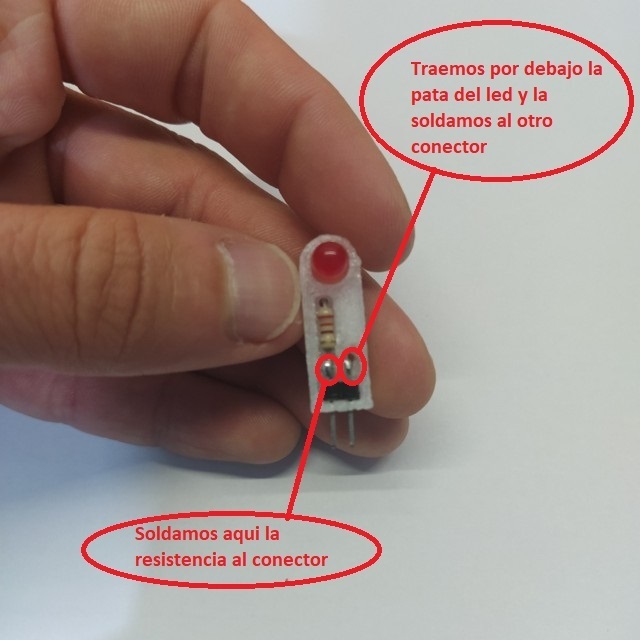 Traemos por debajo la
pata del led y la
soldamos al otro
conector
Soldamos aqui la
resistencia al conector